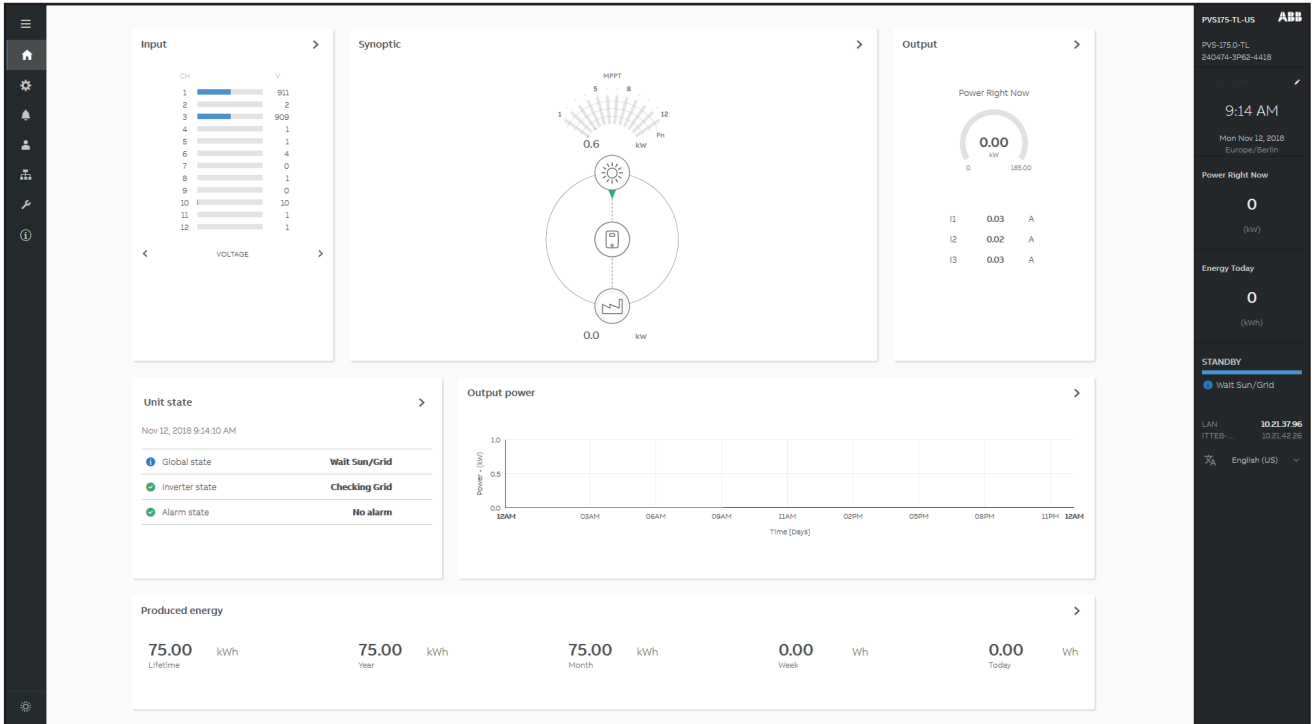 Input
CH V
1 911
2 2
3 909
4 1
5 1
6 4
7 0
8 1
9 0
10 10
11 1
12 1
VOLTAGE
Synoptic
MPPT
5 8
1 12
Pn
0.6 kW
0.0 kW
Output
Power Right Now
0.00
kW
0 185.00
I1 0.03 A
I2 0.02 A
I3 0.03 A
Unit state
Nov 12, 2018 9:14:10 AM
Global state Wait Sun/Grid
Inverter state Checking Grid
Alarm state No alarm
Output power
Power - (kW)
1.0
0.5
0.0
12AM 03AM 06AM 09AM 11AM 02PM 05PM 08PM 11PM 12AM
Time [Days]
Produced energy
75.00 kWh 75.00 kWh 75.00 kWh 0.00 Wh 0.00 Wh
Lifetime Year Month Week Today
PVS175-TL-US ABB
PVS-175.0-TL
240474-3P62-4418
9:14 AM
Mon Nov 12, 2018
Europe/Berlin
Power Right Now
0
(kW)
Energy Today
0
(kWh)
STANDBY
Wait Sun/Grid
LAN 10.21.37.96
ITTEB-... 10.21.42.26
English (US)